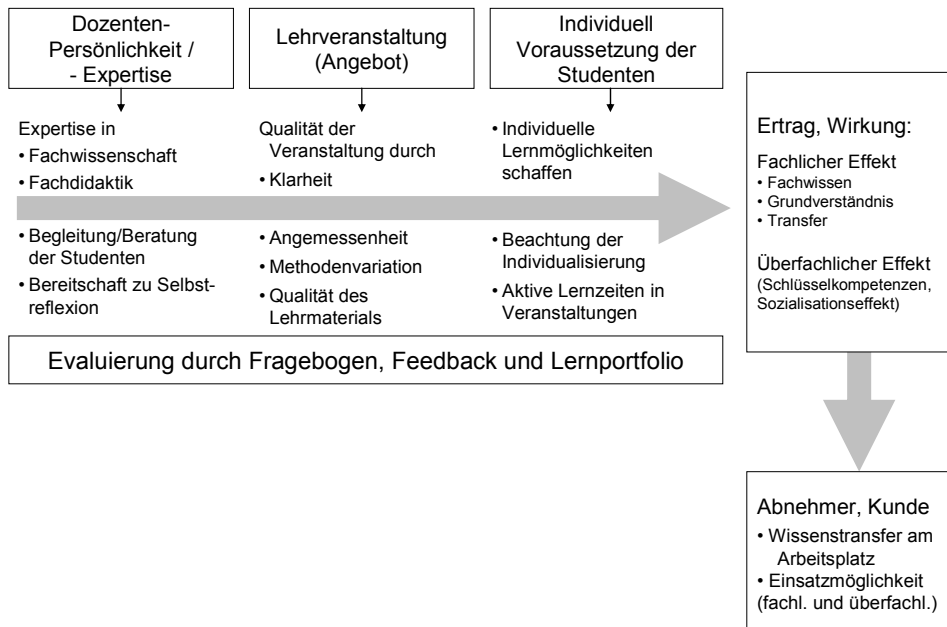 Dozenten-
Persönlichkeit /
- Expertise
Lehrveranstaltung
(Angebot)
Individuell
Voraussetzung der
Studenten
Expertise in
• Fachwissenschaft
• Fachdidaktik
• Begleitung/Beratung
der Studenten
• Bereitschaft zu Selbst-
reflexion
Qualität der
Veranstaltung durch
• Klarheit
• Angemessenheit
• Methodenvariation
• Qualität des
Lehrmaterials
• Individuelle
Lernmöglichkeiten
schaffen
• Beachtung der
Individualisierung
• Aktive Lernzeiten in
Veranstaltungen
Evaluierung durch Fragebogen, Feedback und Lernportfolio
Ertrag, Wirkung:
Fachlicher Effekt
• Fachwissen
• Grundverständnis
• Transfer
Überfachlicher Effekt
(Schlüsselkompetenzen,
Sozialisationseffekt)
Abnehmer, Kunde
• Wissenstransfer am
Arbeitsplatz
• Einsatzmöglichkeit
(fachl. und überfachl.)